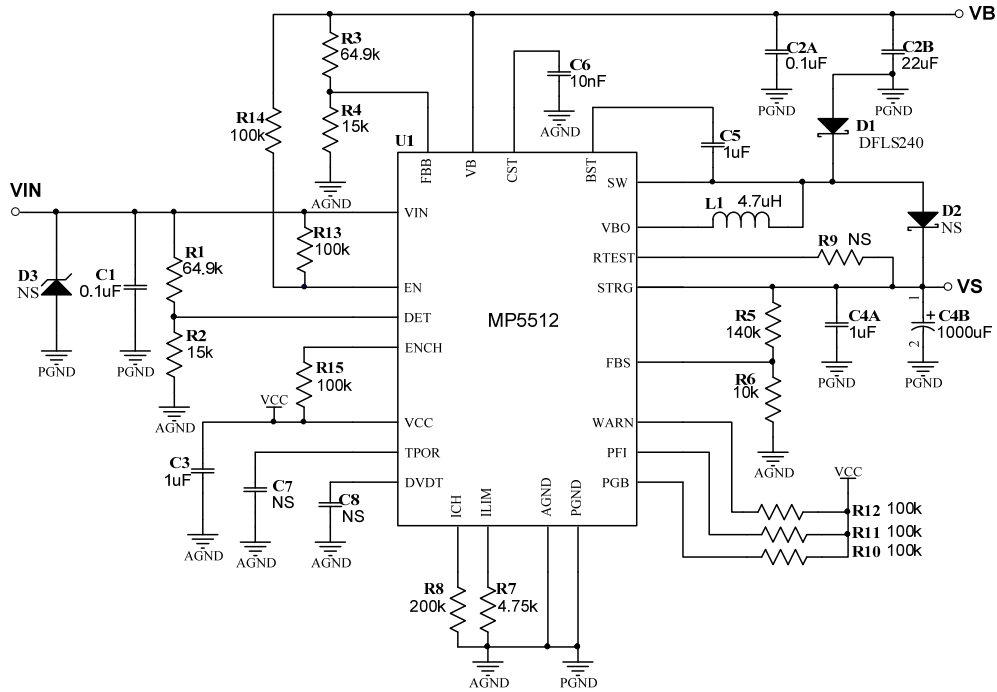 VB
R3
64.9k
C6
10nF
AGND
C2A
0.1uF
PGND
C2B
22uF
PGND
R14
100k
R4
15k
AGND
D1
DFLS240
U1
C5
1uF
FBB
VB
CST
BST
SW
VIN
VIN
L1
4.7uH
VBO
D2
NS
R13
100k
R9
NS
RTEST
R1
64.9k
D3
NS
C1
0.1uF
EN
STRG
VS
DET
MP5512
R5
140k
C4A
1uF
1
+
2
C4B
1000uF
R2
15k
ENCH
FBS
PGND
PGND
R15
100k
R6
10k
PGND
PGND
VCC
AGND
VCC
WARN
AGND
C3
1uF
TPOR
PFI
VCC
C7
NS
DVDT
PGB
C8
NS
ICH
ILIM
AGND
PGND
R12
100k
R11
100k
R10
100k
AGND
AGND
AGND
R8
200k
R7
4.75k
AGND
PGND